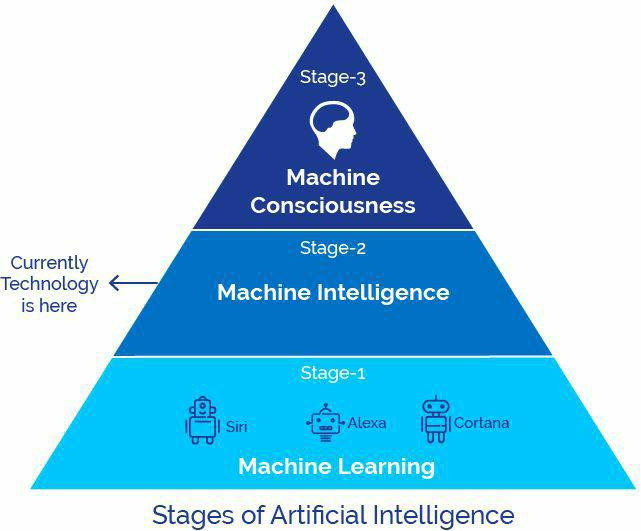 Stage-3
Machine
Consciousness
Stage-2
Machine Intelligence
Currently
Technology
is here
Stage-1
Siri
Alexa
Cortana
Machine Learning
Stages of Artificial Intelligence